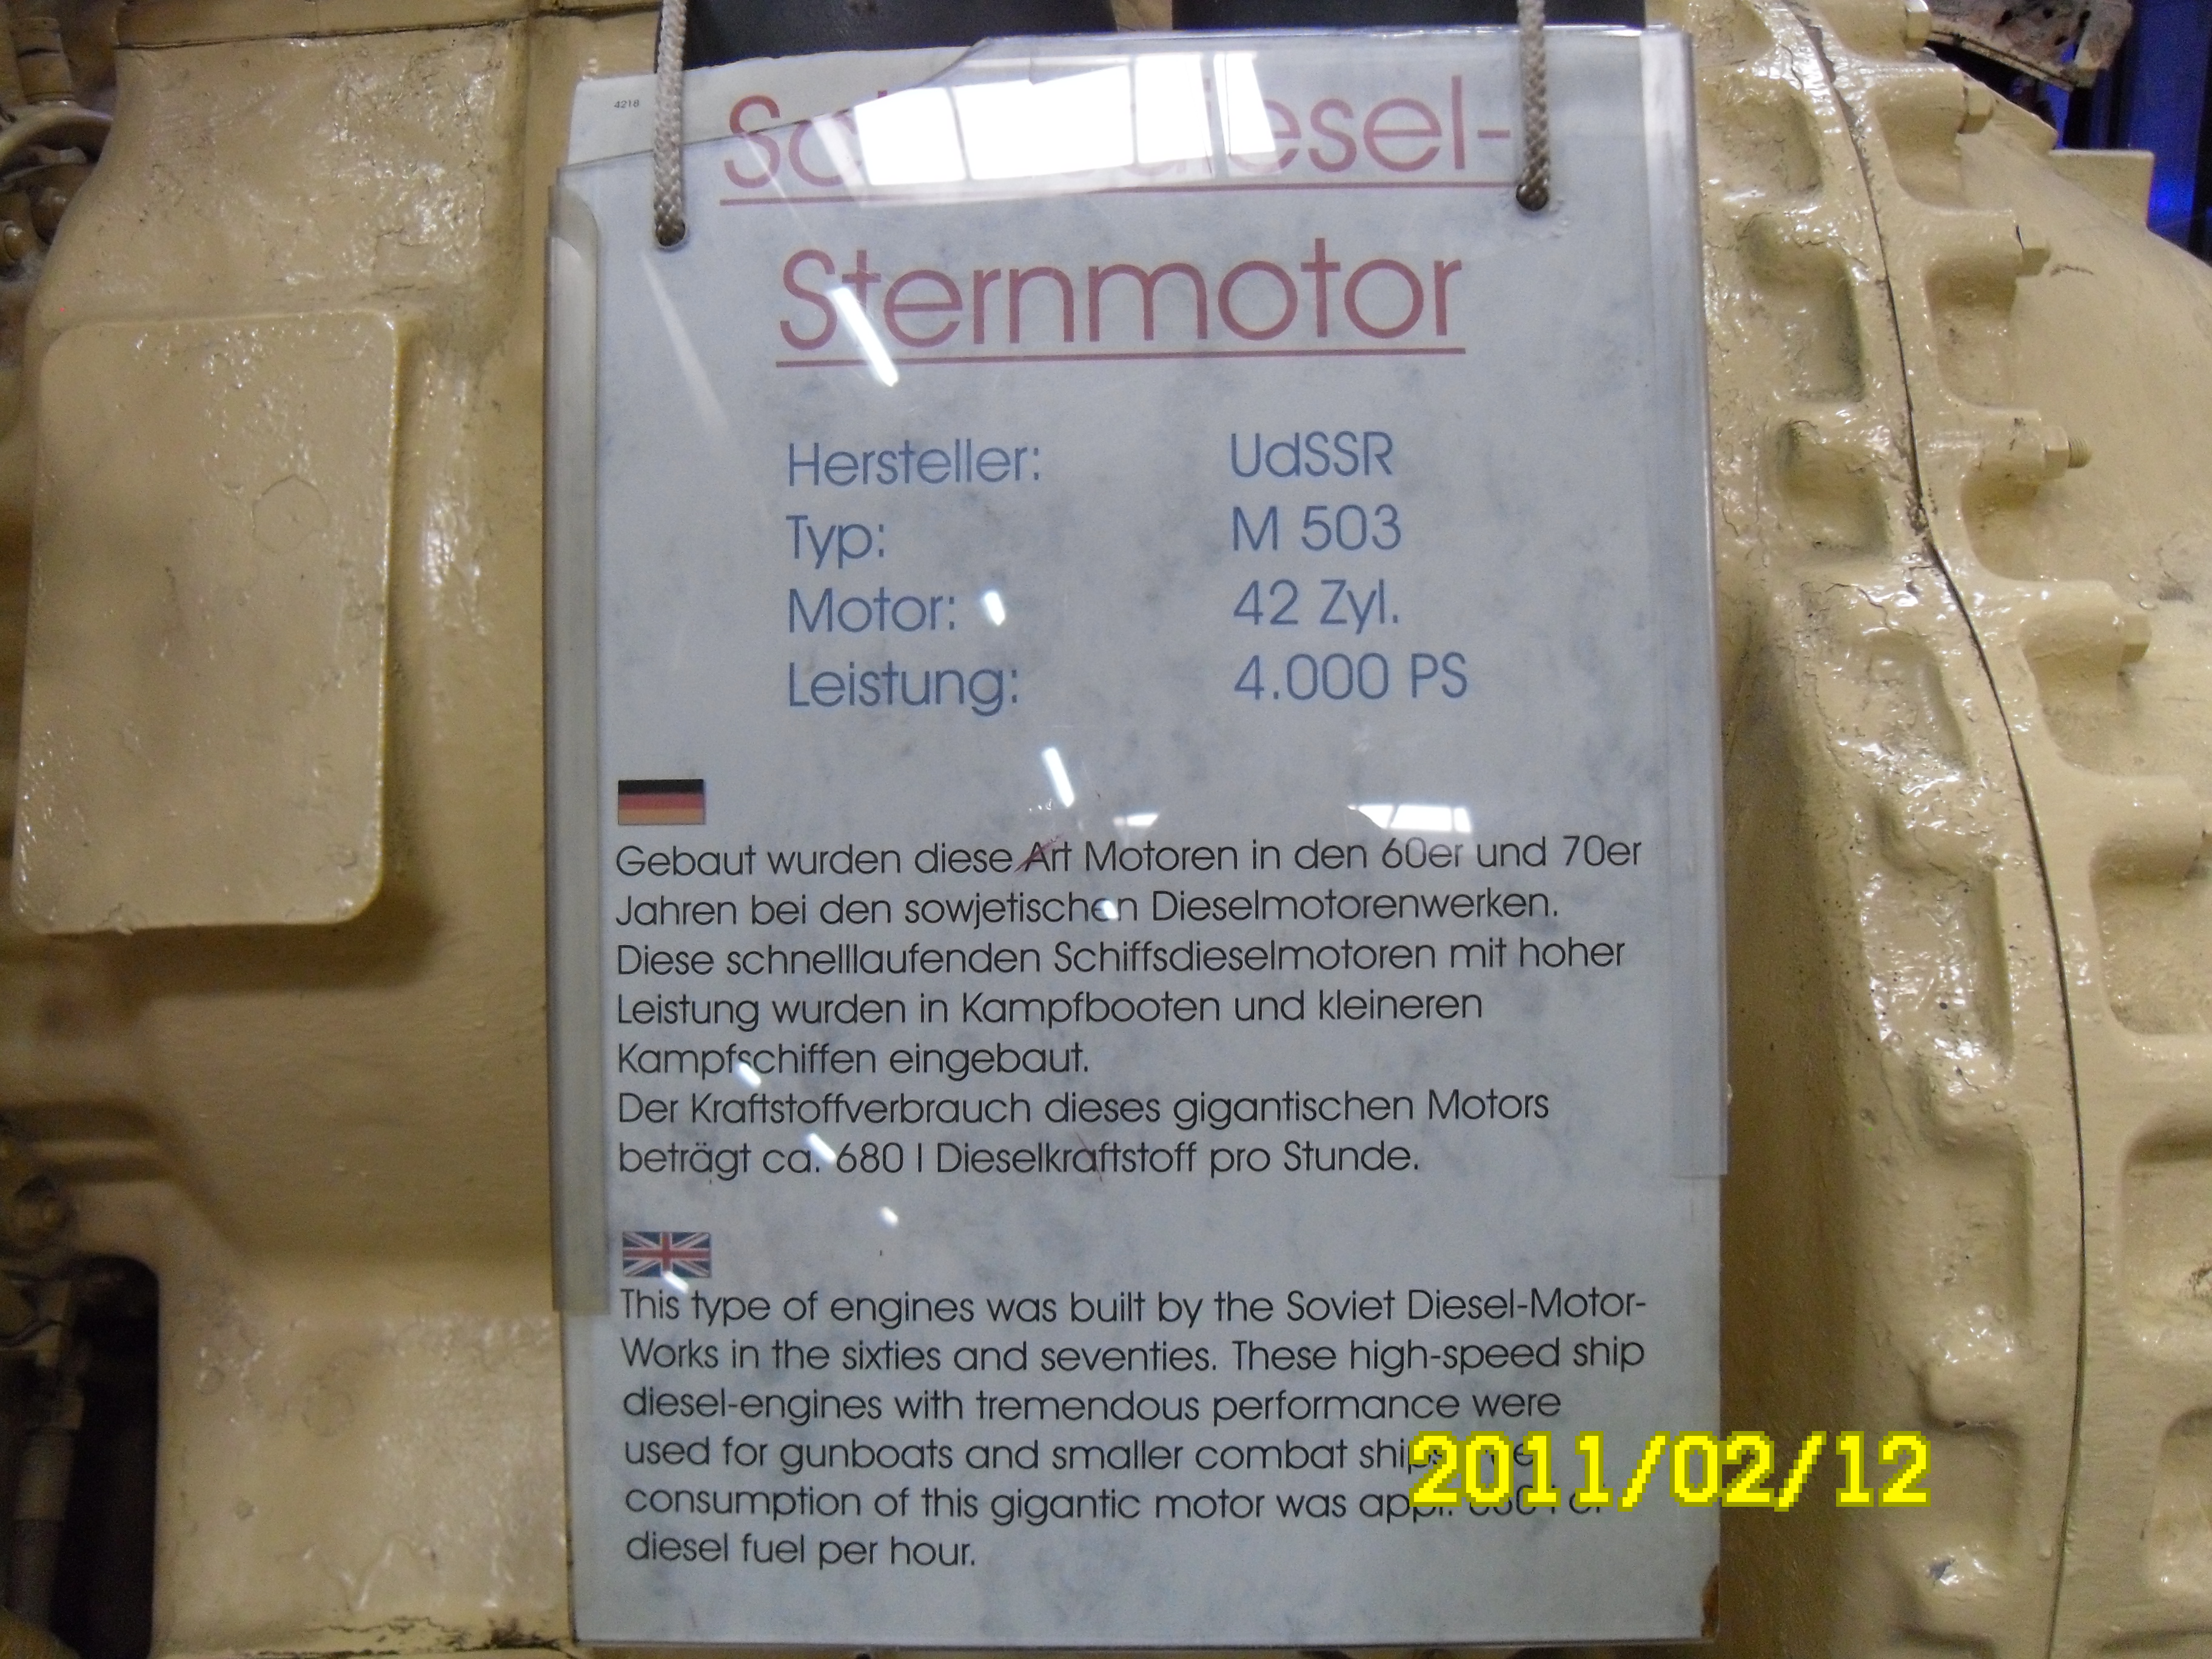 4218
diesel-
Sternmotor
Hersteller: UdSSR
Typ: M 503
Motor: 42 Zyl.
Leistung: 4.000 PS
Gebaut wurden diese Art Motoren in den 60er und 70er
Jahren bei den sowjetischen Dieselmotorenwerken.
Diese schnelllaufenden Schiffsdieselmotoren mit hoher
Leistung wurden in Kampfbooten und kleineren
Kampfschiffen eingebaut.
Der Kraftstoffverbrauch dieses gigantischen Motors
beträgt ca. 680 l Dieselkraftstoff pro Stunde.
This type of engines was built by the Soviet Diesel-Motor-
Works in the sixties and seventies. These high-speed ship
diesel-engines with tremendous performance were
used for gunboats and smaller combat ships
consumption of this gigantic motor was appr.
diesel fuel per hour.
2011/02/12